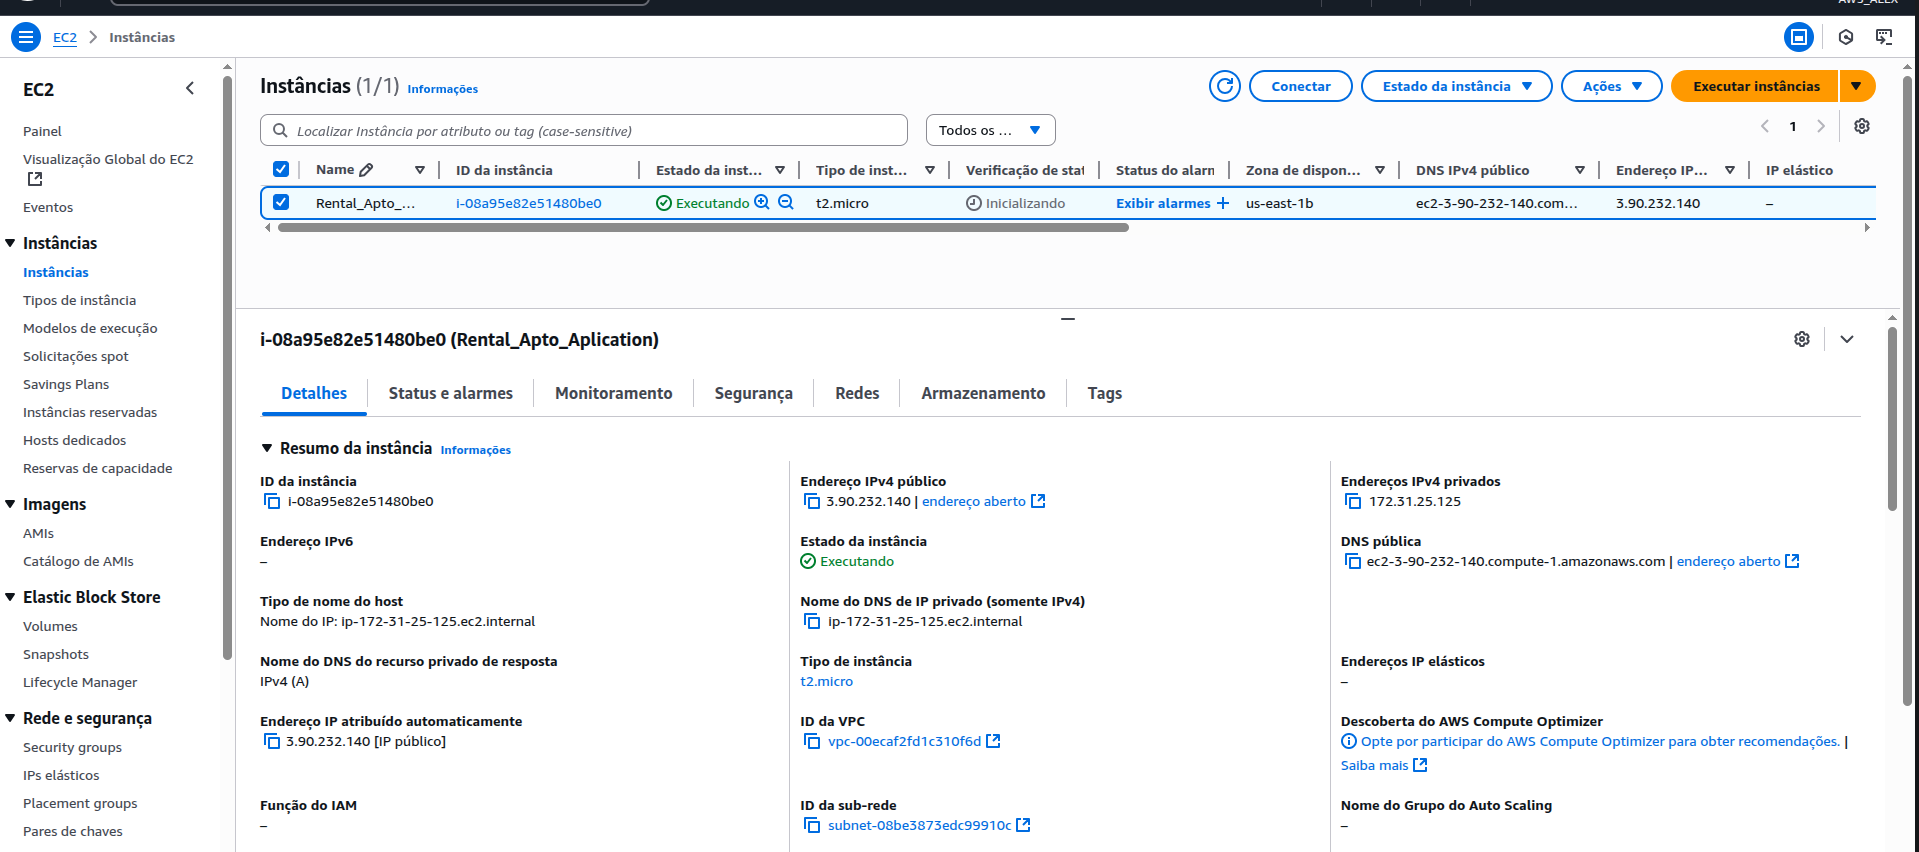 AWS_ALEX
EC2 Instâncias
EC2
Painel
Visualização Global do EC2
Eventos
Instâncias
Instâncias
Tipos de instância
Modelos de execução
Solicitações spot
Savings Plans
Instâncias reservadas
Hosts dedicados
Reservas de capacidade
Imagens
AMIs
Catálogo de AMIs
Elastic Block Store
Volumes
Snapshots
Lifecycle Manager
Rede e segurança
Security groups
IPs elásticos
Placement groups
Pares de chaves
Instâncias (1/1) Informações
Conectar
Estado da instância
Ações
Executar instâncias
Localizar Instância por atributo ou tag (case-sensitive)
Todos os ...
1
Name ID da instância Estado da inst... Tipo de inst... Verificação de stat Status do alarn Zona de dispon... DNS IPv4 público Endereço IP... IP elástico
Rental_Apto_... i-08a95e82e51480be0 Executando t2.micro Inicializando Exibir alarmes + us-east-1b ec2-3-90-232-140.com... 3.90.232.140 –
i-08a95e82e51480be0 (Rental_Apto_Aplication)
Detalhes Status e alarmes Monitoramento Segurança Redes Armazenamento Tags
Resumo da instância Informações
ID da instância
i-08a95e82e51480be0
Endereço IPv4 público
3.90.232.140 | endereço aberto
Endereços IPv4 privados
172.31.25.125
Endereço IPv6
–
Estado da instância
Executando
DNS pública
ec2-3-90-232-140.compute-1.amazonaws.com | endereço aberto
Tipo de nome do host
Nome do IP: ip-172-31-25-125.ec2.internal
Nome do DNS de IP privado (somente IPv4)
ip-172-31-25-125.ec2.internal
Nome do DNS do recurso privado de resposta
IPv4 (A)
Tipo de instância
t2.micro
Endereços IP elásticos
–
Endereço IP atribuído automaticamente
3.90.232.140 [IP público]
ID da VPC
vpc-00ecaf2fd1c310f6d
Descoberta do AWS Compute Optimizer
Opte por participar do AWS Compute Optimizer para obter recomendações. |
Saiba mais
Função do IAM
–
ID da sub-rede
subnet-08be3873edc99910c
Nome do Grupo do Auto Scaling
–